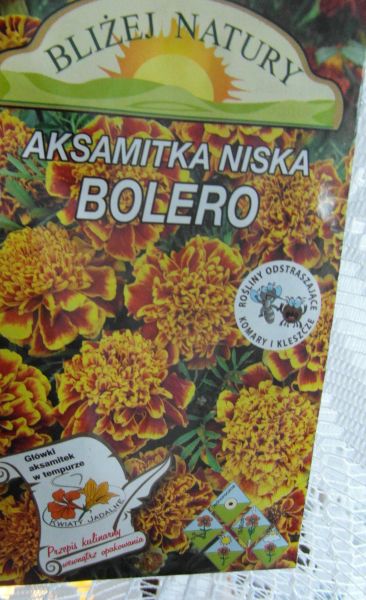 BLIŻEJ NATURY
AKSAMITKA NISKA
BOLERO
ROŚLINY ODSTRASZAJĄCE
KOMARY I KLESZCZE
Główki
aksamitek
w tempurze
KWIATY JADALNE
Przepis kulinarny
wewnątrz opakowania